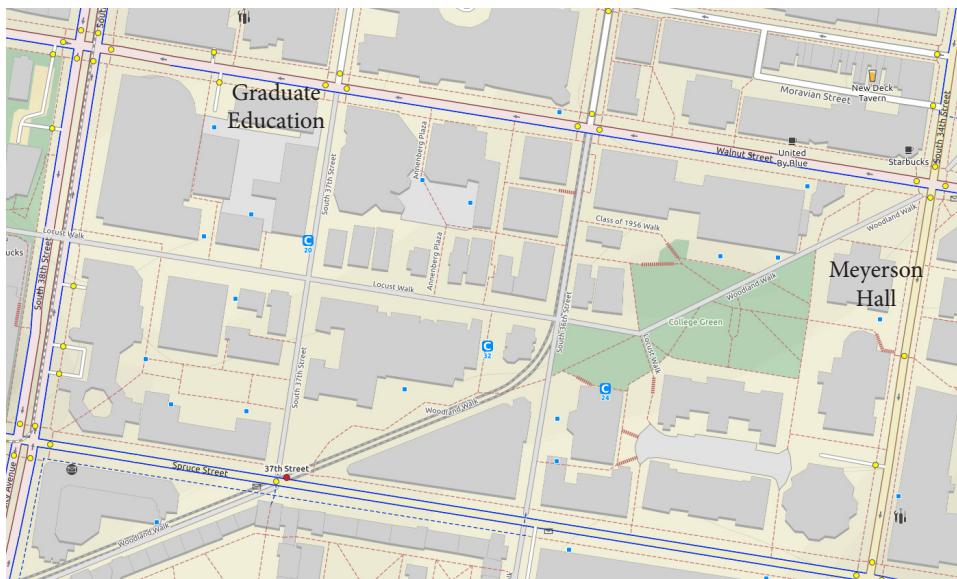 South 34th Street
Moravian Street
New Deck
Tavern
Graduate
Education
Annenberg Plaza
Walnut Street
United
By Blue
Starbucks
South 37th Street
Woodland Walk
Class of 1956 Walk
Locust Walk
C
20
ucks
South 38th Street
Annenberg Plaza
Locust Walk
Meyerson
Hall
Woodland Walk
South 36th Street
College Green
C
32
Locust Walk
South 37th Street
C
24
Woodland Walk
Spruce Street
37th Street
Woodland Walk